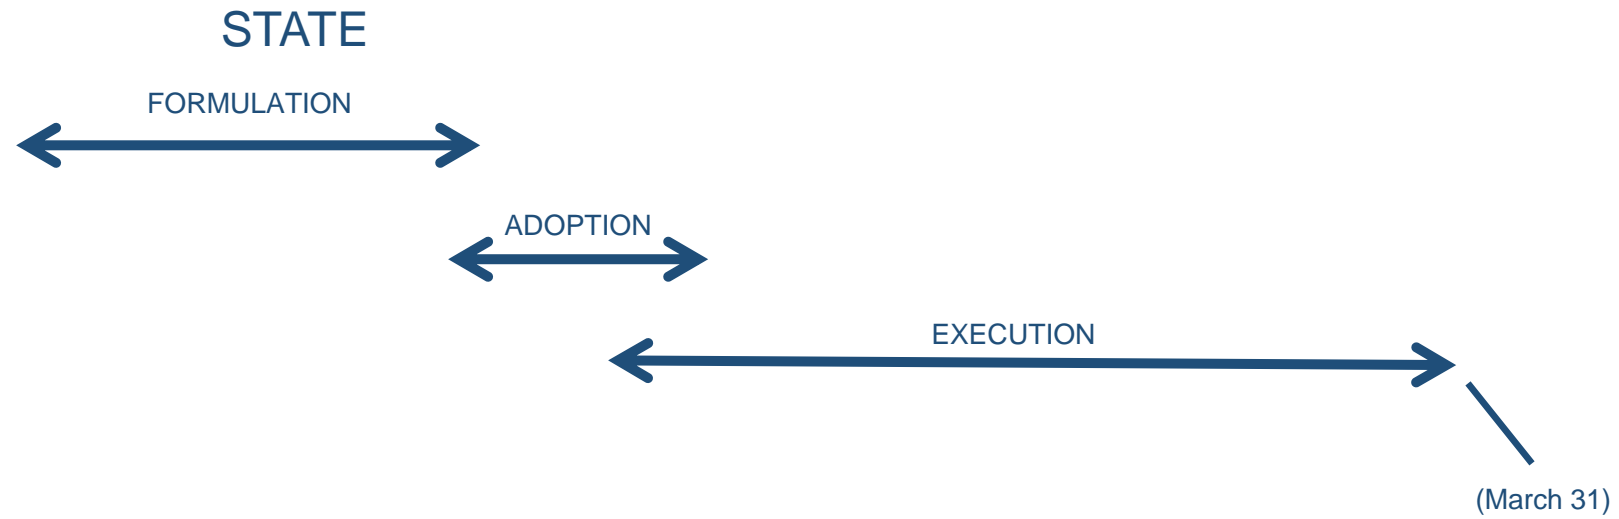 STATE
FORMULATION
ADOPTION
EXECUTION
(March 31)